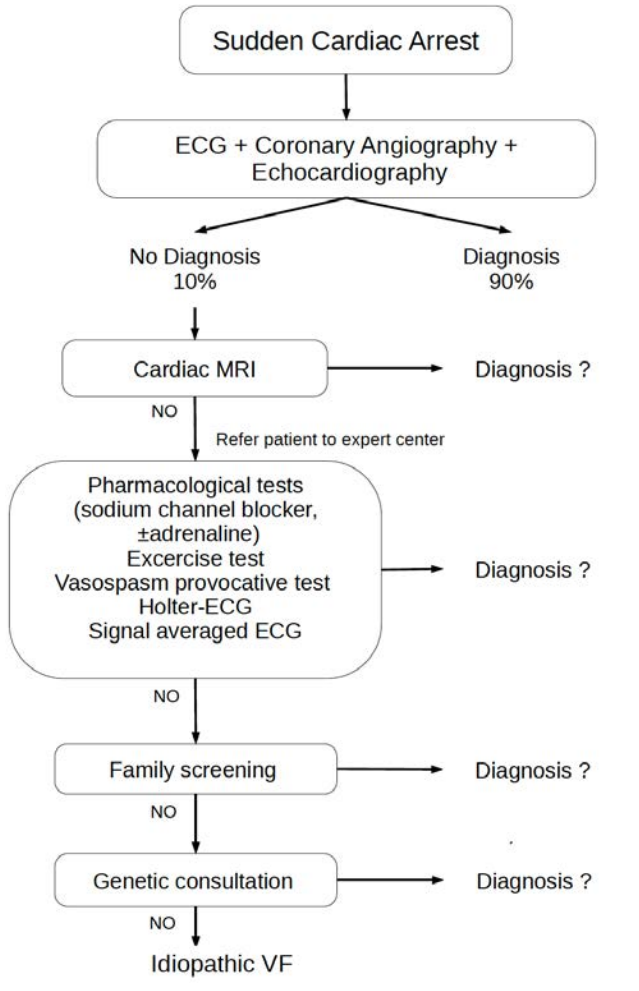 Sudden Cardiac Arrest
ECG + Coronary Angiography +
Echocardiography
No Diagnosis
10%
Diagnosis
90%
Cardiac MRI
Diagnosis ?
NO
Refer patient to expert center
Pharmacological tests
(sodium channel blocker,
±adrenaline)
Excercise test
Vasospasm provocative test
Holter-ECG
Signal averaged ECG
Diagnosis ?
NO
Family screening
Diagnosis ?
NO
Genetic consultation
Diagnosis ?
NO
Idiopathic VF